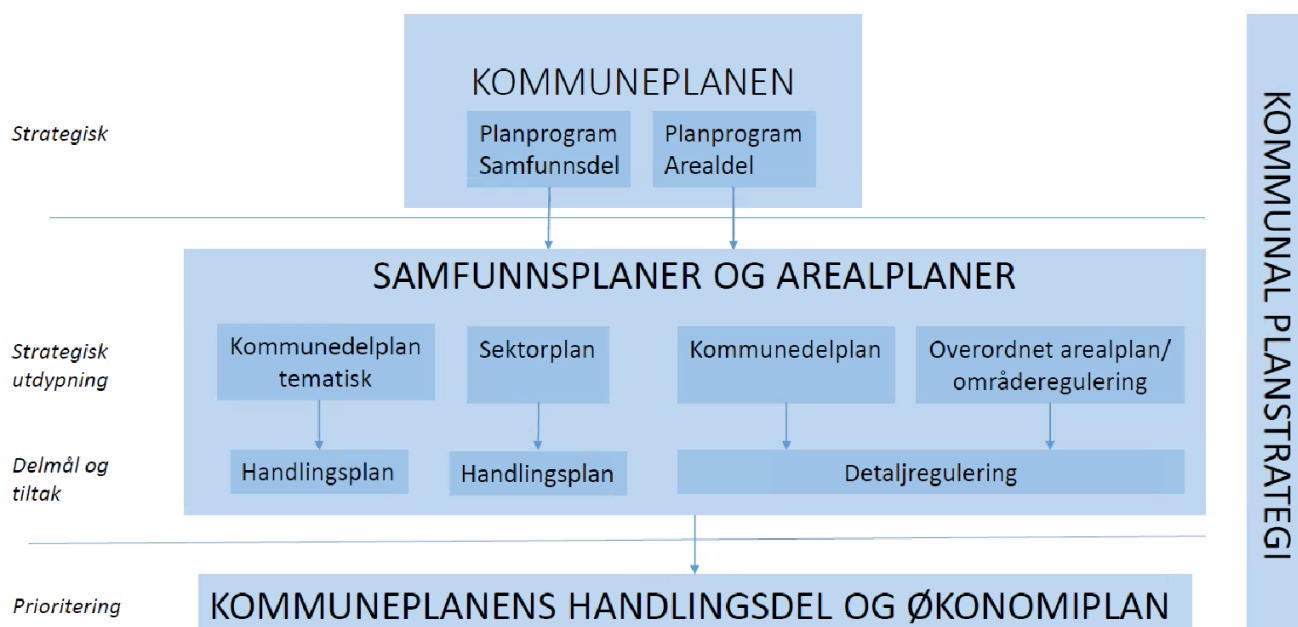 KOMMUNEPLANEN
Strategisk
Planprogram
Samfunnsdel
Planprogram
Arealdel
SAMFUNNSPLANER OG AREALPLANER
Strategisk
utdypning
Kommunedelplan
tematisk
Sektorplan
Kommunedelplan
Overordnet arealplan/
områderegulering
Delmål og
tiltak
Handlingsplan
Handlingsplan
Detaljregulering
Prioritering
KOMMUNEPLANENS HANDLINGSDEL OG ØKONOMIPLAN
KOMMUNAL PLANSTRATEGI